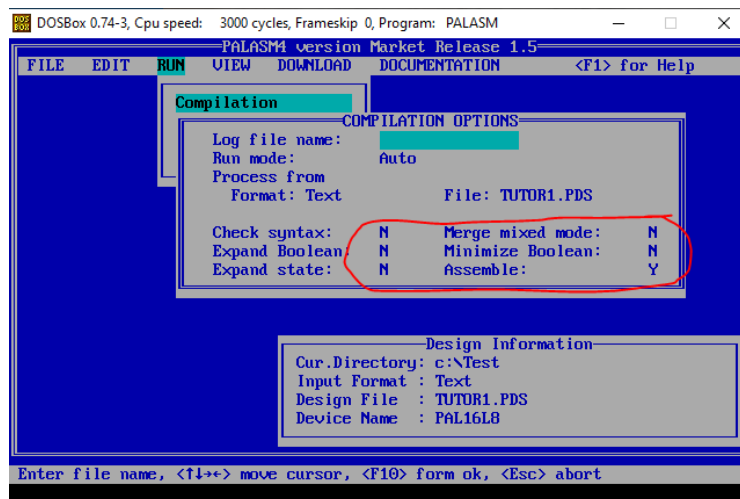 DOSBox 0.74-3, Cpu speed: 3000 cycles, Frameskip 0, Program: PALASM
PALASM4 version Market Release 1.5
FILE EDIT RUN VIEW DOWNLOAD DOCUMENTATION <F1> for Help
Compilation
COMPILATION OPTIONS
Log file name:
Run mode: Auto
Process from
Format: Text File: TUTOR1.PDS
Check syntax: N Merge mixed mode: N
Expand Boolean: N Minimize Boolean: N
Expand state: N Assemble: Y
Design Information
Cur.Directory: c:\Test
Input Format : Text
Design File : TUTOR1.PDS
Device Name : PAL16L8
Enter file name, <↑↓→←> move cursor, <F10> form ok, <Esc> abort